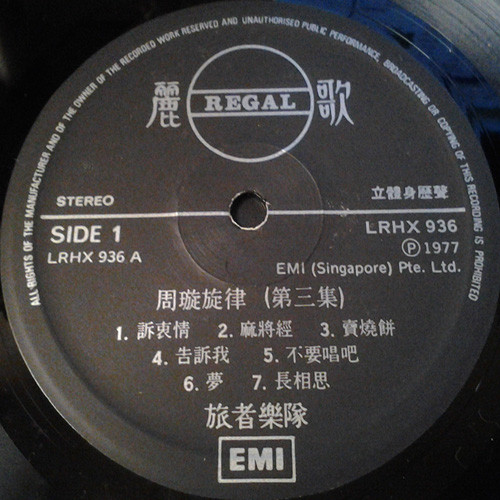 ALL RIGHTS OF THE MANUFACTURER AND OF THE OWNER OF THE RECORDED WORK RESERVED AND UNAUTHORISED PUBLIC PERFORMANCE, BROADCASTING OR COPYING OF THIS RECORDING IS PROHIBITED
麗 REGAL 歌
STEREO 立體身歷聲
SIDE 1 LRHX 936
LRHX 936 A Ⓟ1977
EMI (Singapore) Pte. Ltd.
周璇旋律 (第三集)
1. 訴衷情 2. 麻將經 3. 賣燒餅
4. 告訴我 5. 不要唱吧
6. 夢 7. 長相思
旅者樂隊
EMI